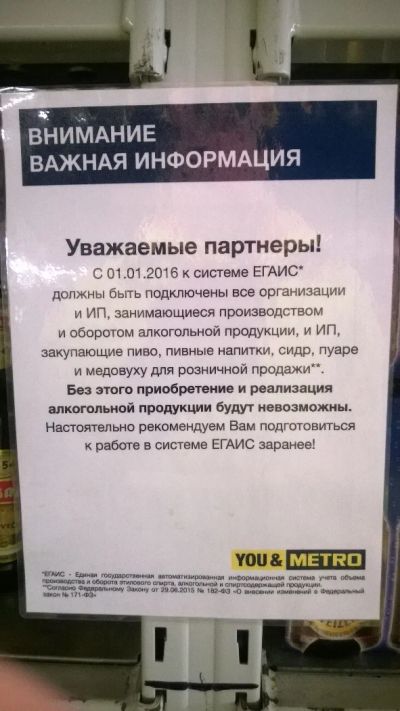 ВНИМАНИЕ
ВАЖНАЯ ИНФОРМАЦИЯ
Уважаемые партнеры!
С 01.01.2016 к системе ЕГАИС*
должны быть подключены все организации
и ИП, занимающиеся производством
и оборотом алкогольной продукции, и ИП,
закупающие пиво, пивные напитки, сидр, пуаре
и медовуху для розничной продажи**.
Без этого приобретение и реализация
алкогольной продукции будут невозможны.
Настоятельно рекомендуем Вам подготовиться
к работе в системе ЕГАИС заранее!
YOU & METRO
*ЕГАИС - Единая государственная автоматизированная информационная система учета объема
производства и оборота этилового спирта, алкогольной и спиртосодержащей продукции.
**Согласно Федеральному Закону от 29.06.2015 № 182-ФЗ «О внесении изменений в Федеральный
закон № 171-ФЗ»